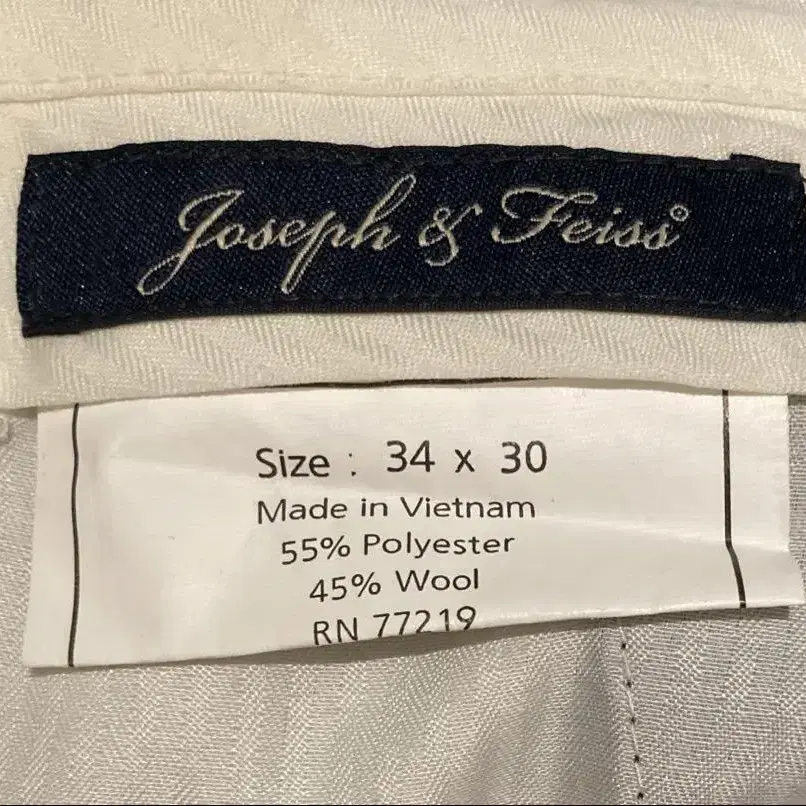 Joseph & Feiss®
Size : 34 x 30
Made in Vietnam
55% Polyester
45% Wool
RN 77219